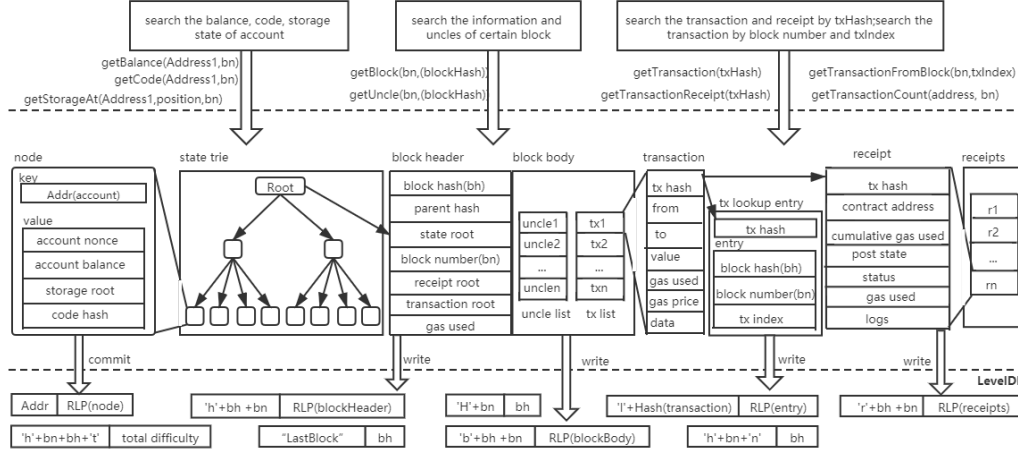 search the balance, code, storage
state of account
search the information and
uncles of certain block
search the transaction and receipt by txHash;search the
transaction by block number and txIndex
getBalance(Address1,bn)
getCode(Address1,bn)
getStorageAt(Address1,position,bn)
getBlock(bn,(blockHash))
getUncle(bn,(blockHash))
getTransaction(txHash)
getTransactionReceipt(txHash)
getTransactionFromBlock(bn,txIndex)
getTransactionCount(address, bn)
node
key
Addr(account)
value
account nonce
account balance
storage root
code hash
state trie
Root
block header
block hash(bh)
parent hash
state root
block number(bn)
receipt root
transaction root
gas used
block body
uncle1
uncle2
...
unclen
uncle list
tx1
tx2
...
txn
tx list
transaction
tx hash
from
to
value
gas used
gas price
data
tx lookup entry
tx hash
entry
block hash(bh)
block number(bn)
tx index
receipt
tx hash
contract address
cumulative gas used
post state
status
gas used
logs
receipts
r1
r2
...
rn
commit
write
write
write
write
LevelD
Addr RLP(node)
'h'+bh +bn RLP(blockHeader)
'H'+bn bh
'l'+Hash(transaction) RLP(entry)
'r'+bh +bn RLP(receipts)
'h'+bn+bh+'t' total difficulty
"LastBlock" bh
'b'+bh +bn RLP(blockBody)
'h'+bn+'n' bh